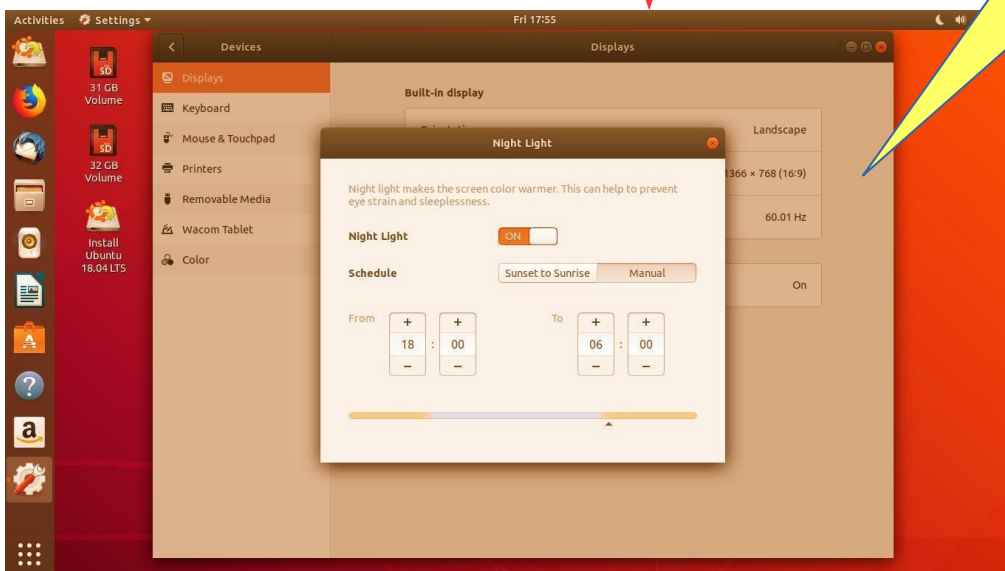 Activities Settings Fri 17:55
Devices Displays
31 GB
Volume
32 GB
Volume
Install
Ubuntu
18.04 LTS
Displays
Keyboard
Mouse & Touchpad
Printers
Removable Media
Wacom Tablet
Color
Built-in display
Landscape
1366 × 768 (16:9)
60.01 Hz
On
Night Light
Night light makes the screen color warmer. This can help to prevent
eye strain and sleeplessness.
Night Light ON
Schedule Sunset to Sunrise Manual
From To
+ + + +
18 : 00 06 : 00
– – – –